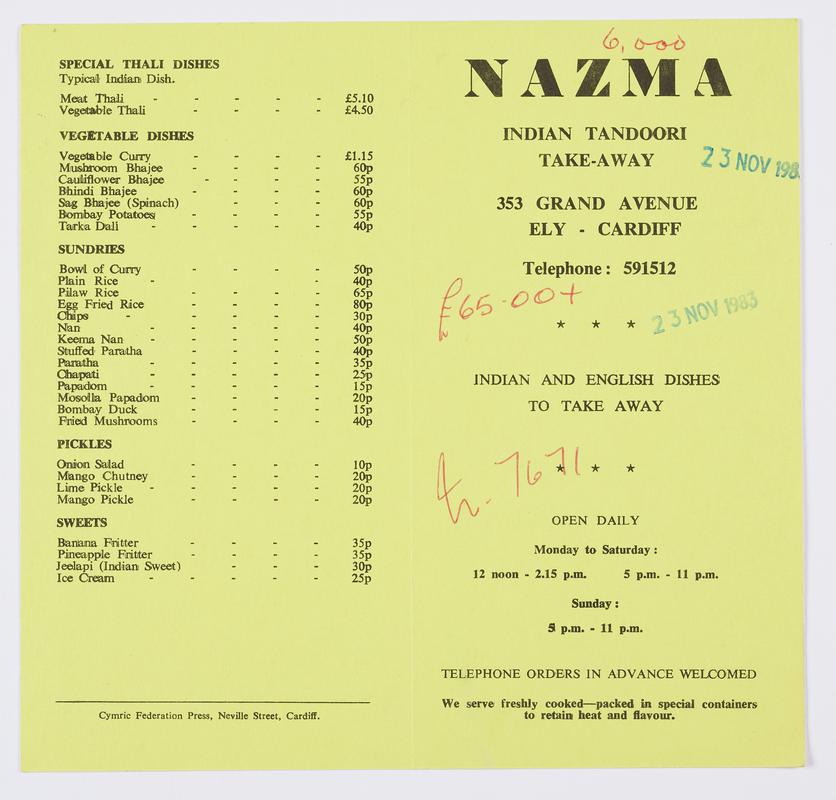 SPECIAL THALI DISHES
Typical Indian Dish.
Meat Thali - - - - - £5.10
Vegetable Thali - - - - £4.50
VEGETABLE DISHES
Vegetable Curry - - - - £1.15
Mushroom Bhajee - - - - 60p
Cauliflower Bhajee - - - - 55p
Bhindi Bhajee - - - - 60p
Sag Bhajee (Spinach) - - - 60p
Bombay Potatoes - - - - 55p
Tarka Dall - - - - - 40p
SUNDRIES
Bowl of Curry - - - - 50p
Plain Rice - - - - - 40p
Pilaw Rice - - - - 65p
Egg Fried Rice - - - - 80p
Chips - - - - - 30p
Nan - - - - - 40p
Keema Nan - - - - - 50p
Stuffed Paratha - - - - 40p
Paratha - - - - - 35p
Chapati - - - - - 25p
Papadom - - - - - 15p
Mosolla Papadom - - - - 20p
Bombay Duck - - - - 15p
Fried Mushrooms - - - - 40p
PICKLES
Onion Salad - - - - 10p
Mango Chutney - - - - 20p
Lime Pickle - - - - - 20p
Mango Pickle - - - - 20p
SWEETS
Banana Fritter - - - - 35p
Pineapple Fritter - - - - 35p
Jeelapi (Indian Sweet) - - - 30p
Ice Cream - - - - - 25p
Cymric Federation Press, Neville Street, Cardiff.
6,000
NAZMA
INDIAN TANDOORI
TAKE-AWAY
23 NOV 198
353 GRAND AVENUE
ELY - CARDIFF
Telephone : 591512
£65.00+
* * *
23 NOV 1983
INDIAN AND ENGLISH DISHES
TO TAKE AWAY
7671
* * *
OPEN DAILY
Monday to Saturday :
12 noon - 2.15 p.m. 5 p.m. - 11 p.m.
Sunday :
5 p.m. - 11 p.m.
TELEPHONE ORDERS IN ADVANCE WELCOMED
We serve freshly cooked—packed in special containers
to retain heat and flavour.